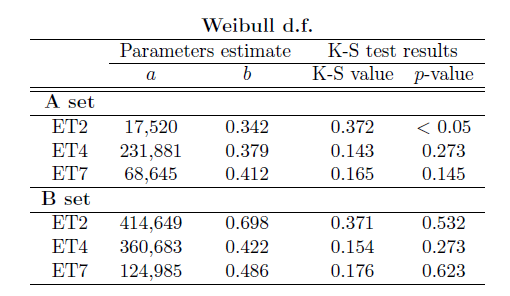 Weibull d.f.
Parameters estimate K-S test results
a b K-S value p-value
A set
ET2 17,520 0.342 0.372 < 0.05
ET4 231,881 0.379 0.143 0.273
ET7 68,645 0.412 0.165 0.145
B set
ET2 414,649 0.698 0.371 0.532
ET4 360,683 0.422 0.154 0.273
ET7 124,985 0.486 0.176 0.623